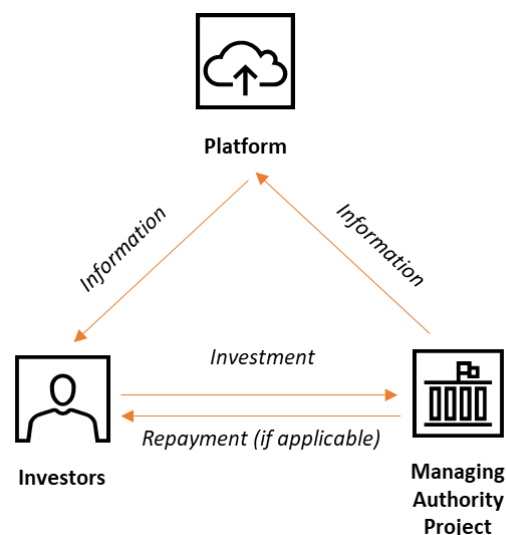 Platform
Information
Information
Investment
Repayment (if applicable)
Investors
Managing
Authority
Project